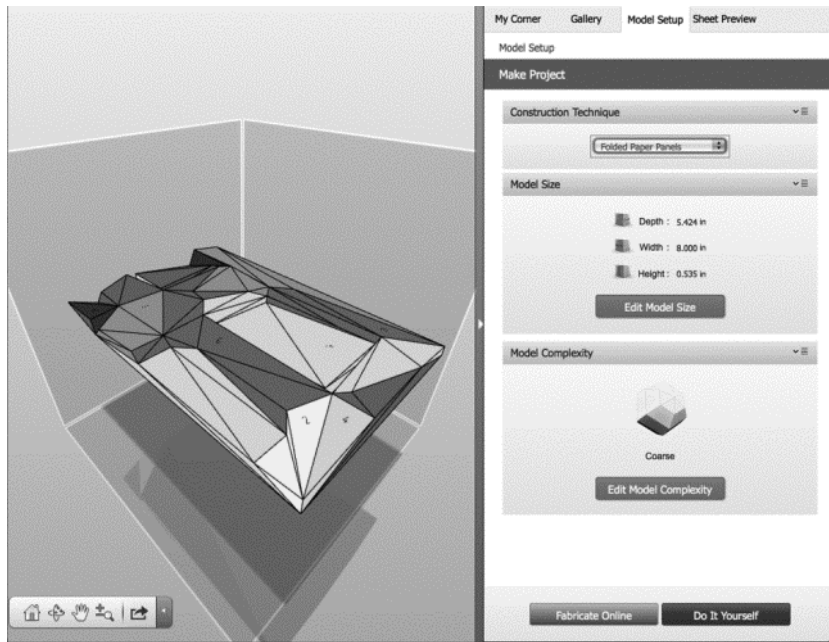 My Corner Gallery Model Setup Sheet Preview
Model Setup
Make Project
Construction Technique
Folded Paper Panels
Model Size
Depth : 5.424 in
Width : 8.000 in
Height : 0.535 in
Edit Model Size
Model Complexity
Coarse
Edit Model Complexity
Fabricate Online Do It Yourself